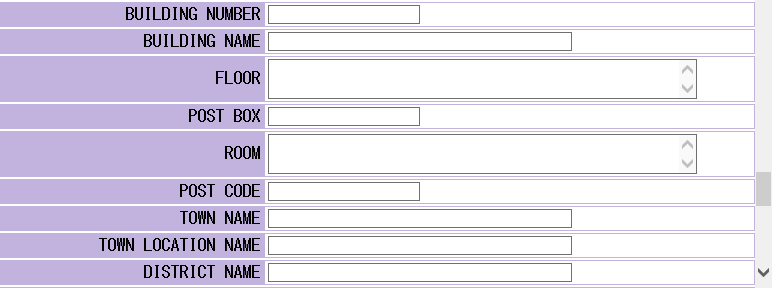 BUILDING NUMBER
BUILDING NAME
FLOOR
POST BOX
ROOM
POST CODE
TOWN NAME
TOWN LOCATION NAME
DISTRICT NAME